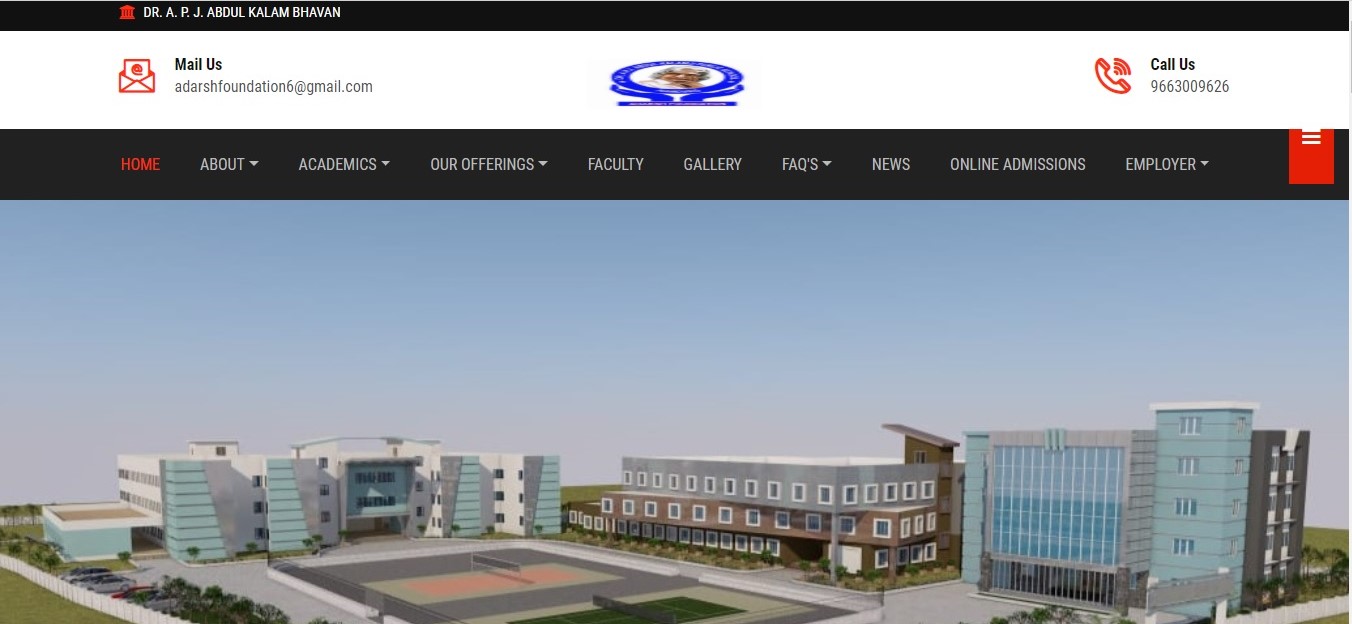 DR. A. P. J. ABDUL KALAM BHAVAN
Mail Us
adarshfoundation6@gmail.com
Call Us
9663009626
HOME ABOUT ACADEMICS OUR OFFERINGS FACULTY GALLERY FAQ'S NEWS ONLINE ADMISSIONS EMPLOYER